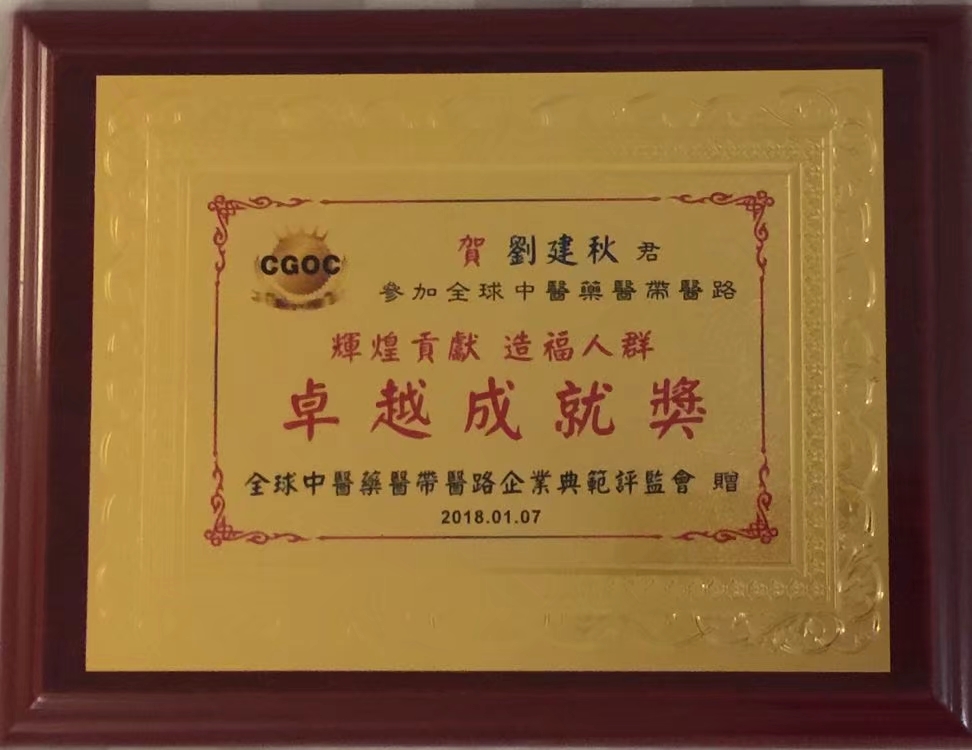 CGOC
賀 劉建秋 君
參加全球中醫藥醫帶醫路
輝煌貢獻 造福人群
卓越成就獎
全球中醫藥醫帶醫路企業典範評監會 贈
2018.01.07